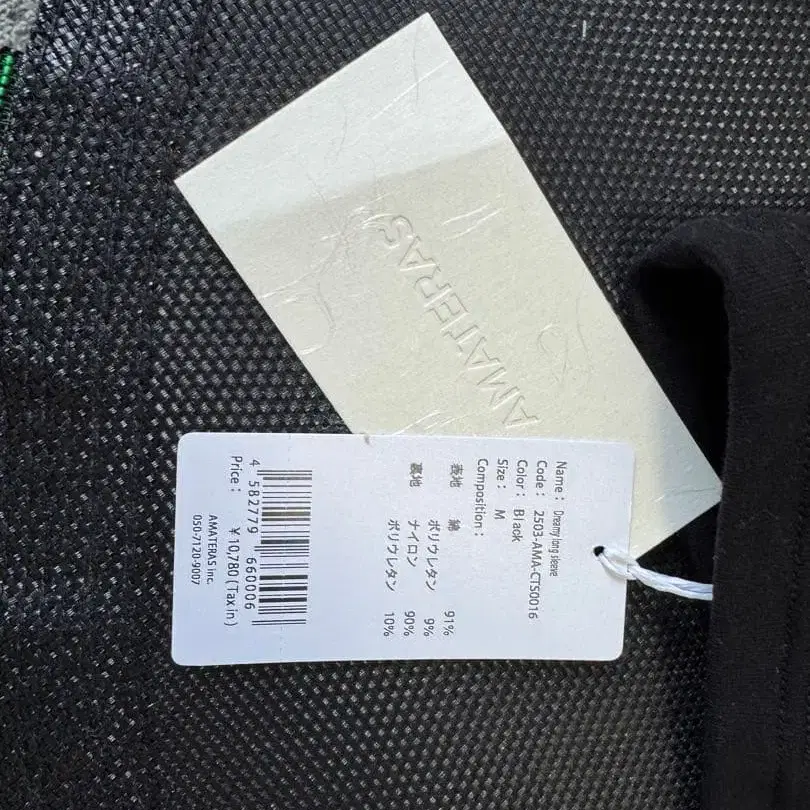 AMATERAS
Name： Dreamy long sleeve
Code： 2503-AMA-CTS0016
Color： Black
Size： M
Composition：
表地 綿 91%
ポリウレタン 9%
裏地 ナイロン 90%
ポリウレタン 10%
4 582779 660006
Price： ￥10,780(Tax in)
AMATERAS inc.
050-7120-9007